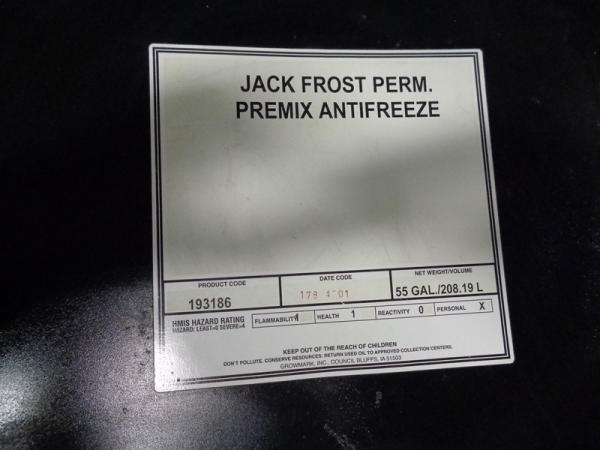 JACK FROST PERM.
PREMIX ANTIFREEZE
PRODUCT CODE
193186
DATE CODE
NET WEIGHT/VOLUME
55 GAL./208.19 L
HMIS HAZARD RATING
HAZARD: LEAST=0 SEVERE=4
FLAMMABILITY 1
HEALTH 1
REACTIVITY 0
PERSONAL X
KEEP OUT OF THE REACH OF CHILDREN
DON'T POLLUTE. CONSERVE RESOURCES: RETURN USED OIL TO APPROVED COLLECTION CENTERS.
GROWMARK, INC., COUNCIL BLUFFS, IA 51503